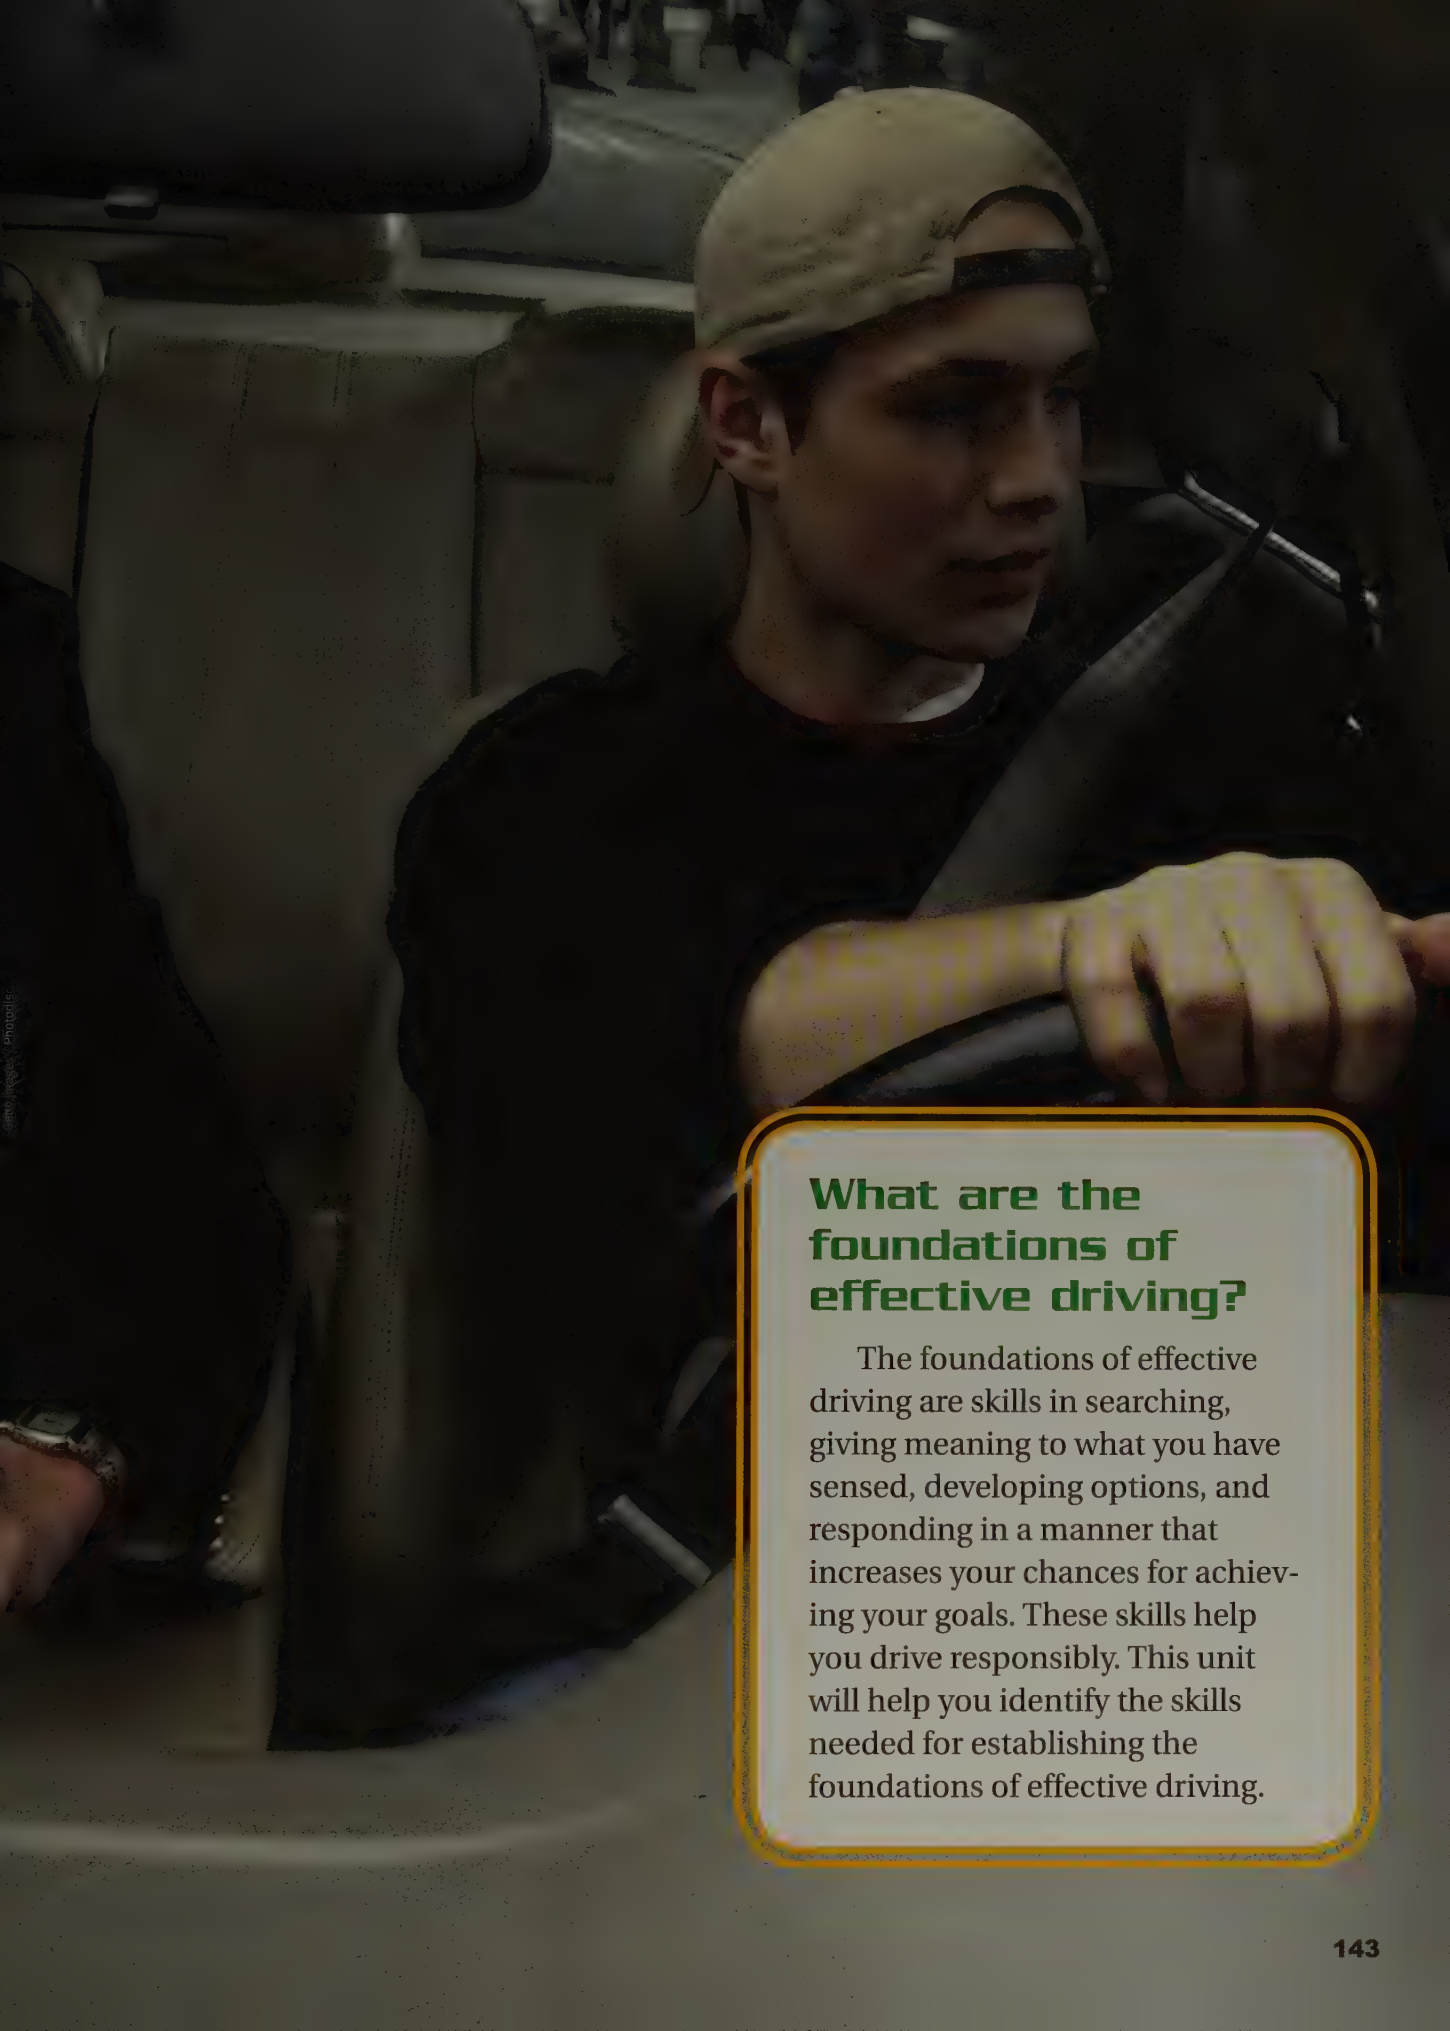 What are the
foundations of
effective driving?
The foundations of effective
driving are skills in searching,
giving meaning to what you have
sensed, developing options, and
responding in a manner that
increases your chances for achiev-
ing your goals. These skills help
you drive responsibly. This unit
will help you identify the skills
needed for establishing the
foundations of effective driving.
143